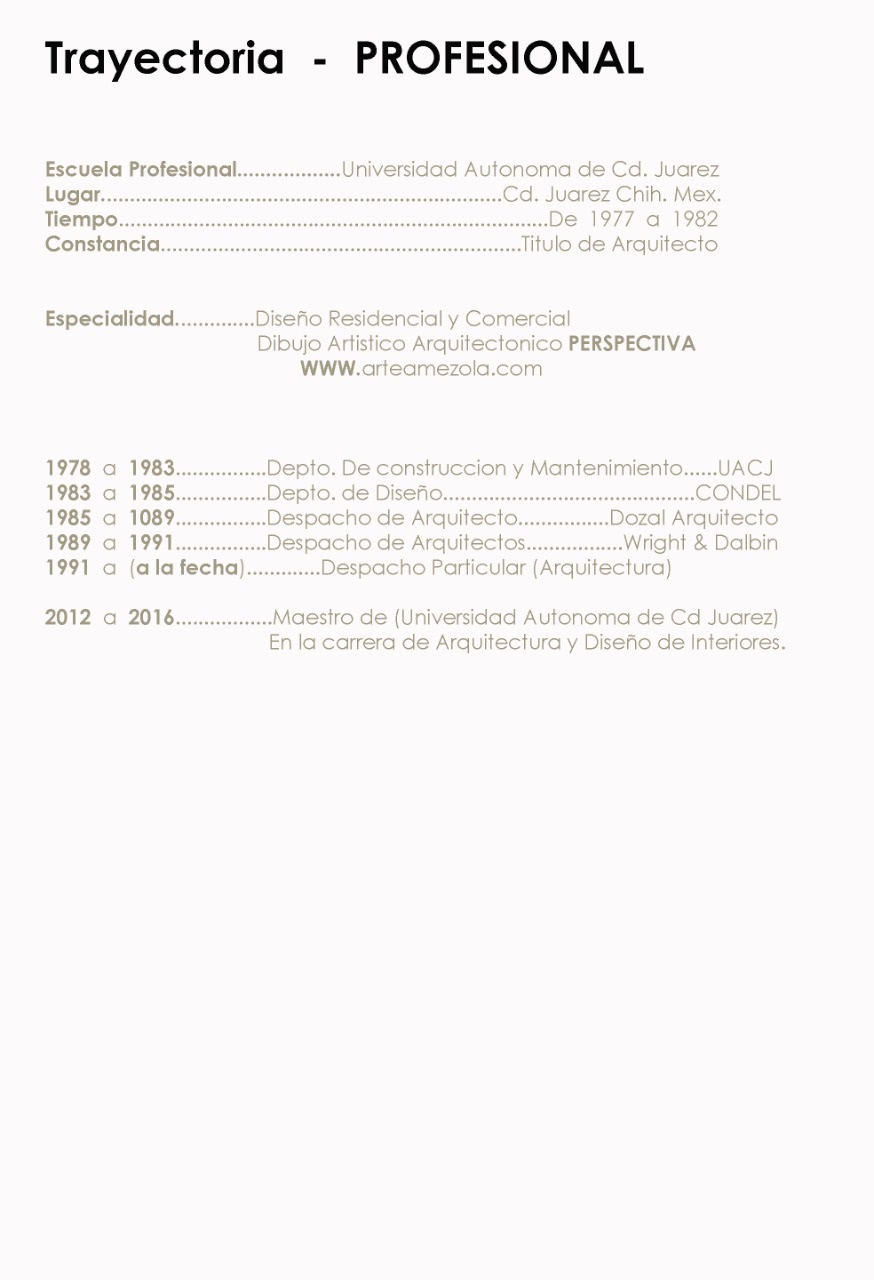 Trayectoria - PROFESIONAL
Escuela Profesional..................Universidad Autonoma de Cd. Juarez
Lugar......................................................................Cd. Juarez Chih. Mex.
Tiempo...........................................................................De 1977 a 1982
Constancia...............................................................Titulo de Arquitecto
Especialidad..............Diseño Residencial y Comercial
Dibujo Artistico Arquitectonico PERSPECTIVA
WWW.arteamezola.com
1978 a 1983................Depto. De construccion y Mantenimiento......UACJ
1983 a 1985................Depto. de Diseño............................................CONDEL
1985 a 1089................Despacho de Arquitecto................Dozal Arquitecto
1989 a 1991................Despacho de Arquitectos.................Wright & Dalbin
1991 a (a la fecha).............Despacho Particular (Arquitectura)
2012 a 2016.................Maestro de (Universidad Autonoma de Cd Juarez)
En la carrera de Arquitectura y Diseño de Interiores.